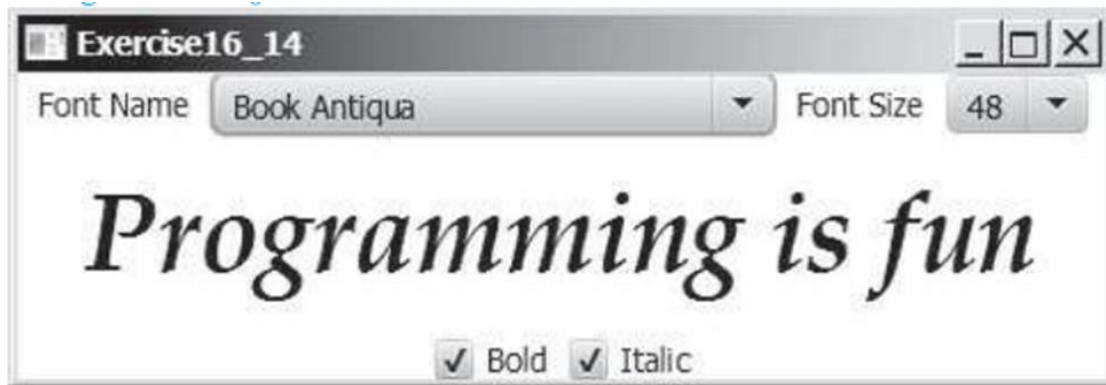 Exercise16_14
Font Name Book Antiqua Font Size 48
Programming is fun
Bold Italic